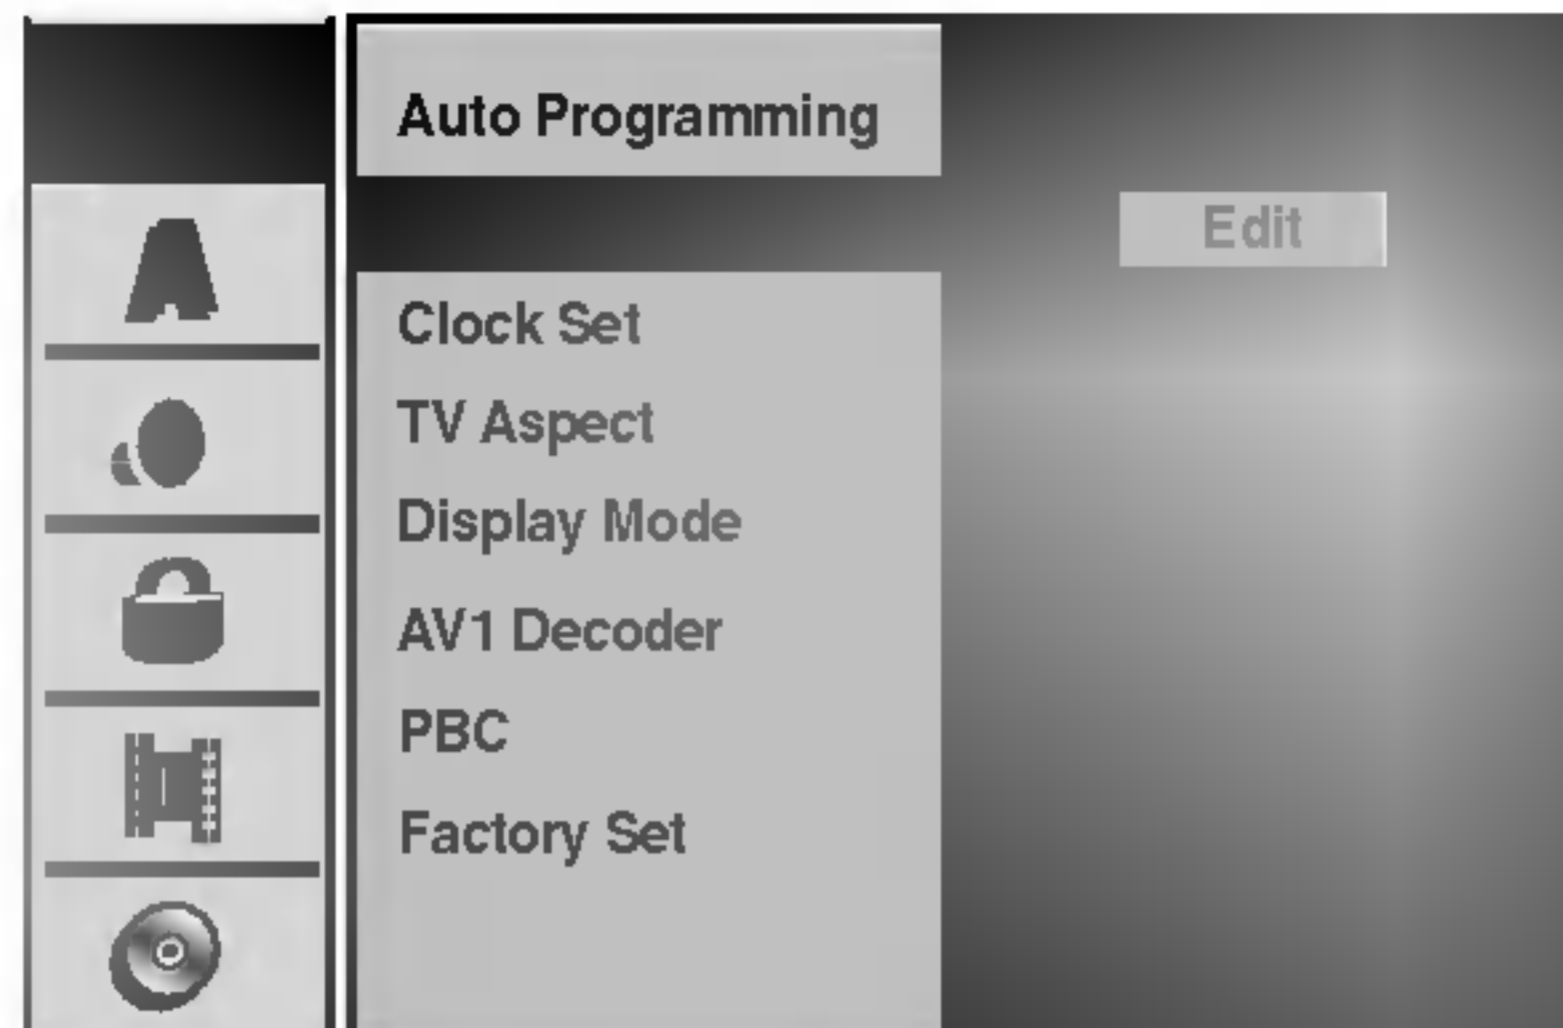 Auto Programming
Edit
Clock Set
TV Aspect
Display Mode
AV1 Decoder
PBC
Factory Set